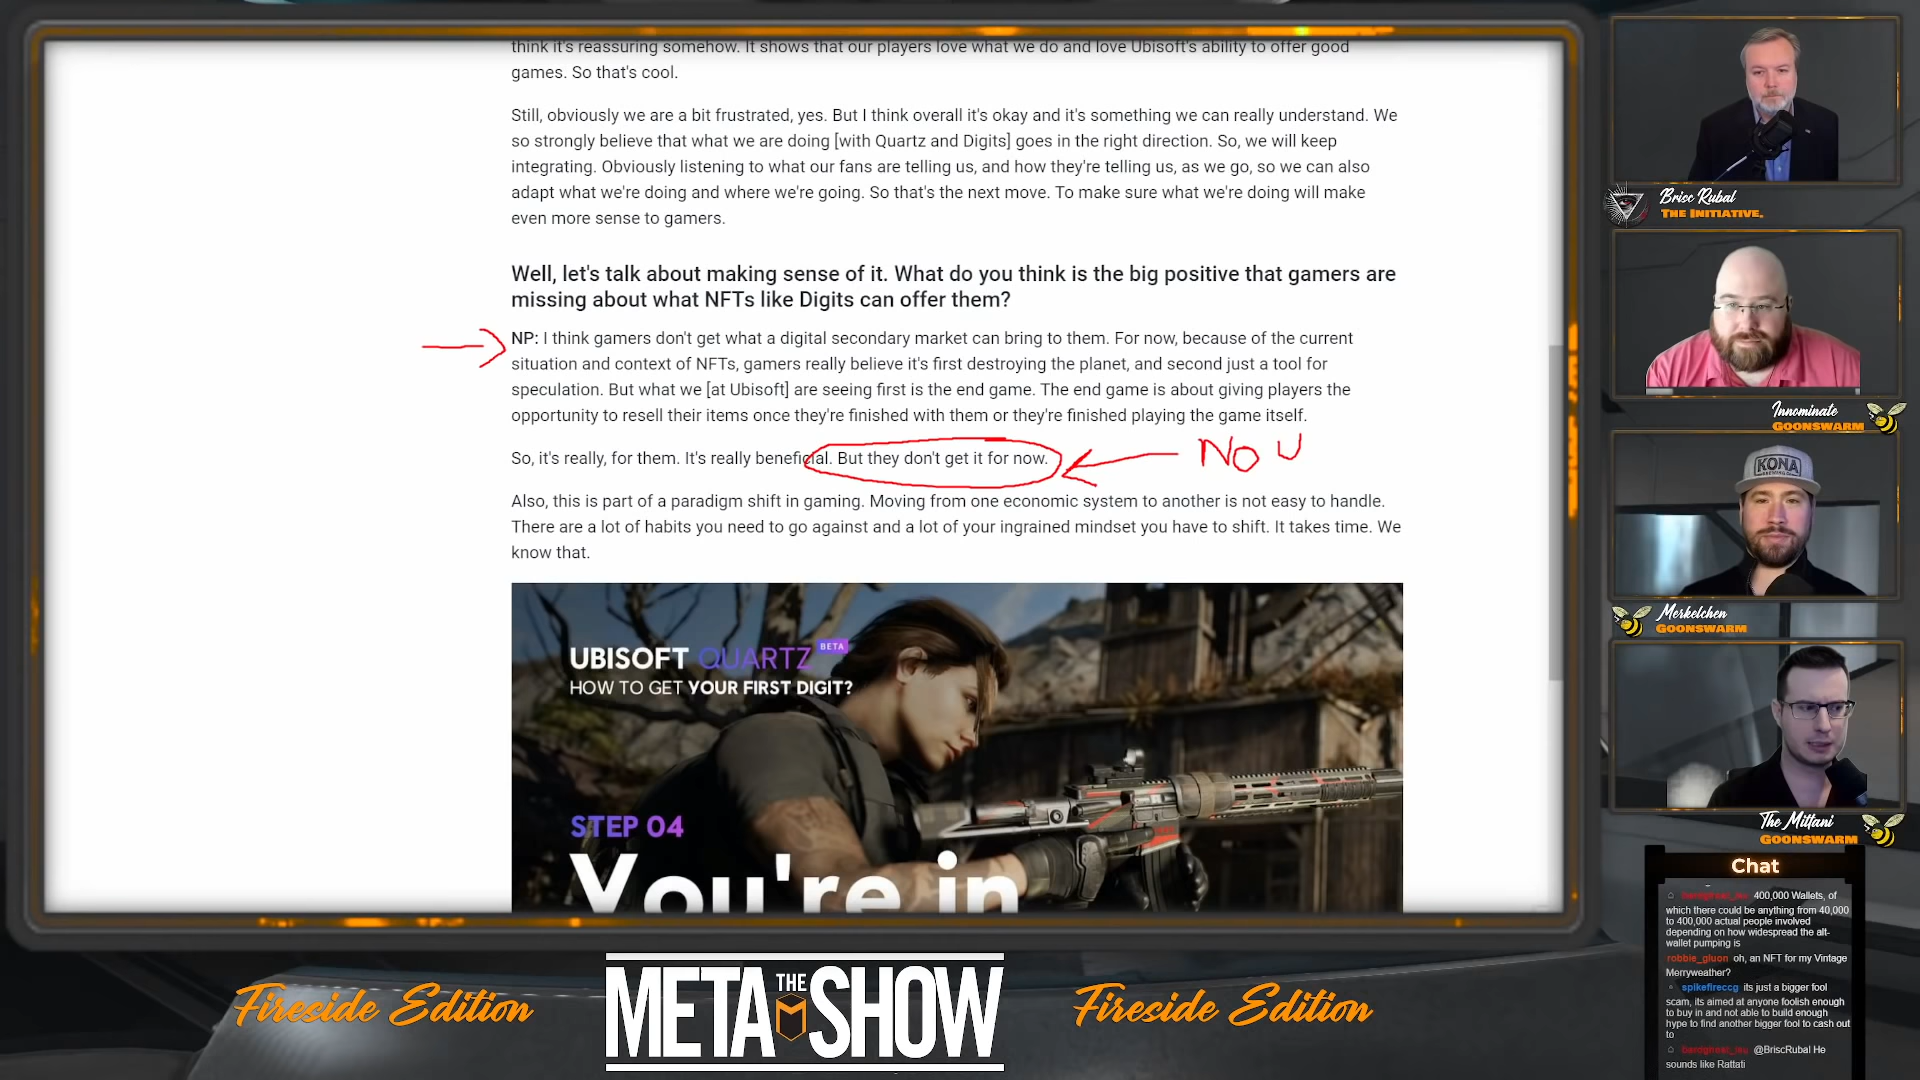 think it's reassuring somehow. It shows that our players love what we do and love Ubisoft's ability to offer good
games. So that's cool.
Still, obviously we are a bit frustrated, yes. But I think overall it's okay and it's something we can really understand. We
so strongly believe that what we are doing [with Quartz and Digits] goes in the right direction. So, we will keep
integrating. Obviously listening to what our fans are telling us, and how they're telling us, as we go, so we can also
adapt what we're doing and where we're going. So that's the next move. To make sure what we're doing will make
even more sense to gamers.
Well, let's talk about making sense of it. What do you think is the big positive that gamers are
missing about what NFTs like Digits can offer them?
NP: I think gamers don't get what a digital secondary market can bring to them. For now, because of the current
situation and context of NFTs, gamers really believe it's first destroying the planet, and second just a tool for
speculation. But what we [at Ubisoft] are seeing first is the end game. The end game is about giving players the
opportunity to resell their items once they're finished with them or they're finished playing the game itself.
So, it's really, for them. It's really beneficial. But they don't get it for now.
NO U
Also, this is part of a paradigm shift in gaming. Moving from one economic system to another is not easy to handle.
There are a lot of habits you need to go against and a lot of your ingrained mindset you have to shift. It takes time. We
know that.
UBISOFT QUARTZ BETA
HOW TO GET YOUR FIRST DIGIT?
STEP 04
You're in
Brisc Rubal
THE INITIATIVE.
Innominate
GOONSWARM
KONA
Merkelchen
GOONSWARM
The Mittani
GOONSWARM
Chat
400,000 Wallets, of
which there could be anything from 40,000
to 400,000 actual people involved
depending on how widespread the alt-
wallet pumping is
robbie_gluon oh, an NFT for my Vintage
Merryweather?
spikefireccg its just a bigger fool
scam, its aimed at anyone foolish enough
to buy in and not able to build enough
hype to find another bigger fool to cash out
to
@BriscRubal He
sounds like Rattati
Fireside Edition
META THE SHOW
Fireside Edition